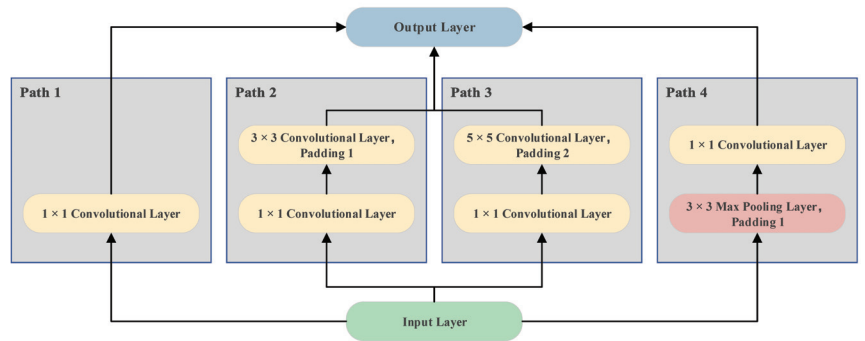 Output Layer
Path 1
Path 2
Path 3
Path 4
3 × 3 Convolutional Layer,
Padding 1
5 × 5 Convolutional Layer,
Padding 2
1 × 1 Convolutional Layer
1 × 1 Convolutional Layer
1 × 1 Convolutional Layer
1 × 1 Convolutional Layer
3 × 3 Max Pooling Layer,
Padding 1
Input Layer